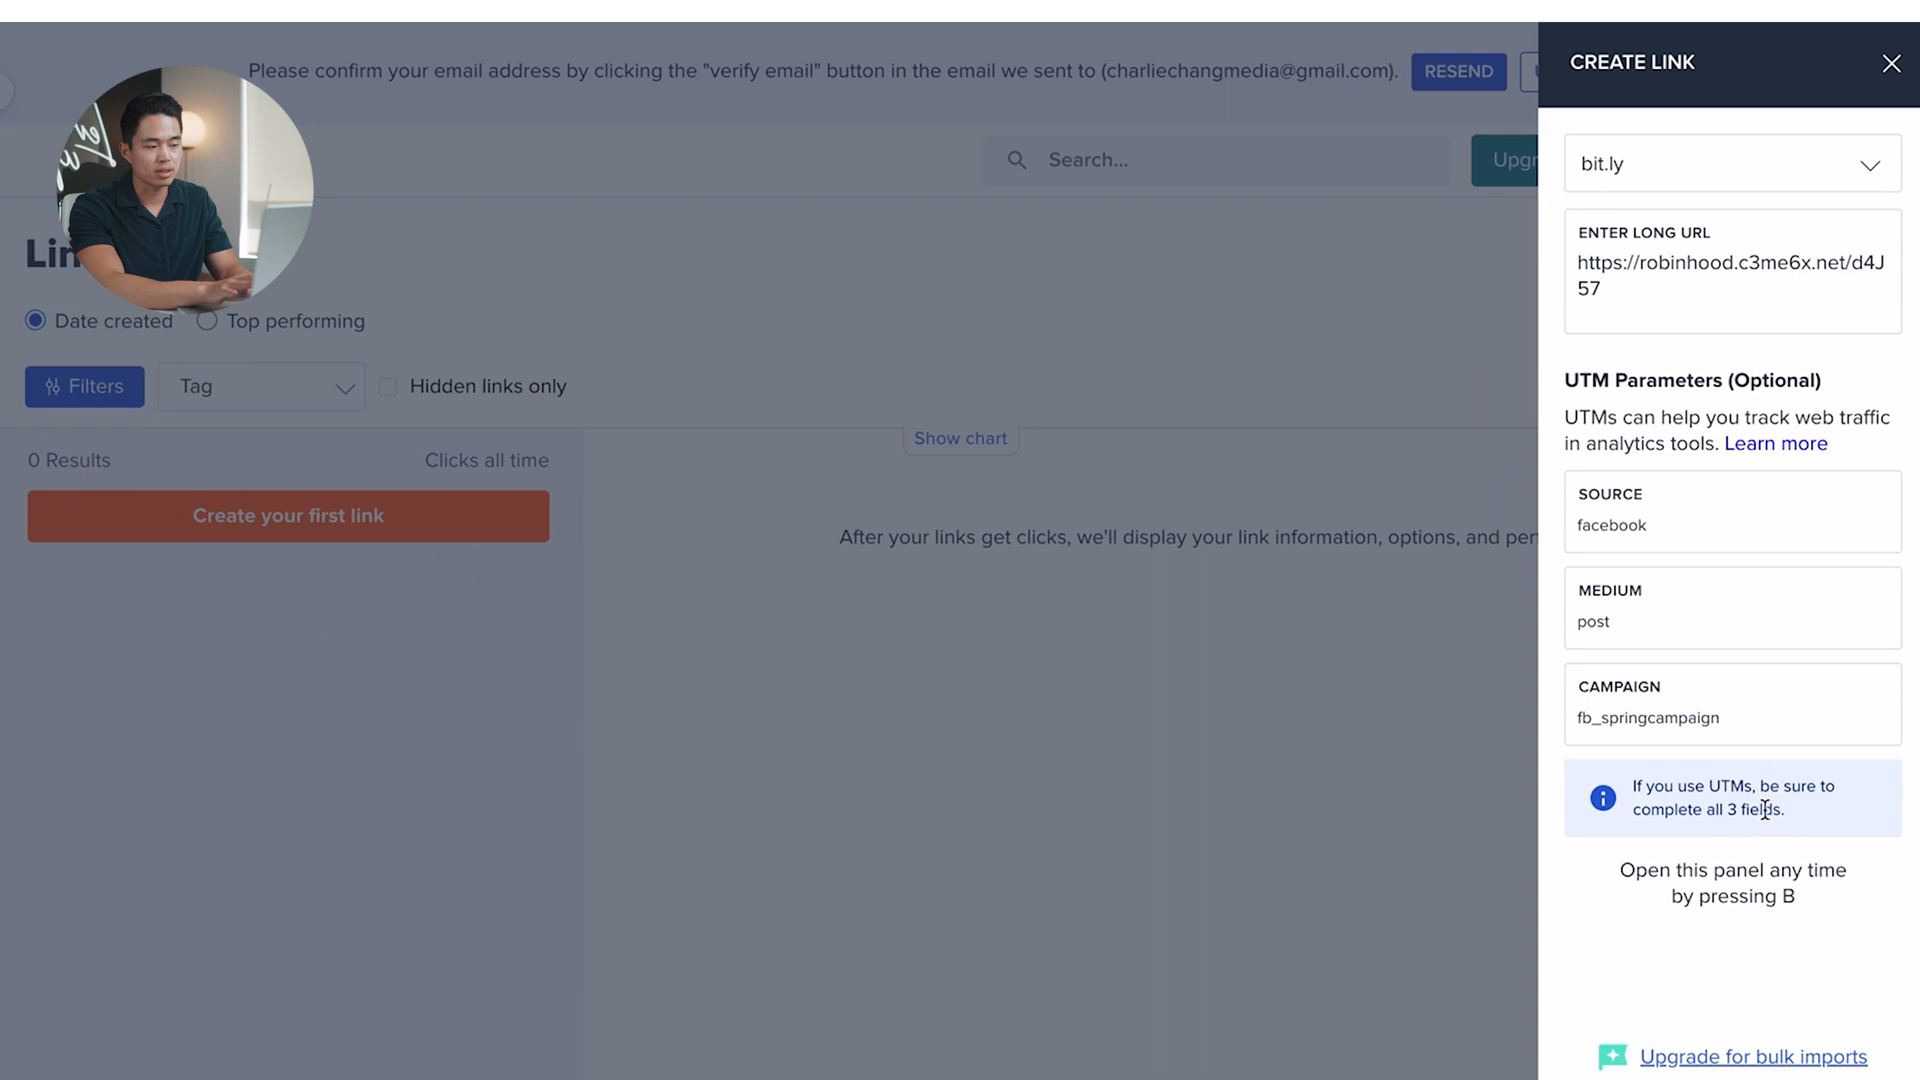 Please confirm your email address by clicking the "verify email" button in the email we sent to (charliechangmedia@gmail.com).
RESEND
Search...
Lin
Date created
Top performing
Filters
Tag
Hidden links only
0 Results
Clicks all time
Show chart
Create your first link
After your links get clicks, we'll display your link information, options, and per
CREATE LINK
bit.ly
ENTER LONG URL
https://robinhood.c3me6x.net/d4J
57
UTM Parameters (Optional)
UTMs can help you track web traffic
in analytics tools. Learn more
SOURCE
facebook
MEDIUM
post
CAMPAIGN
fb_springcampaign
If you use UTMs, be sure to
complete all 3 fields.
Open this panel any time
by pressing B
Upgrade for bulk imports